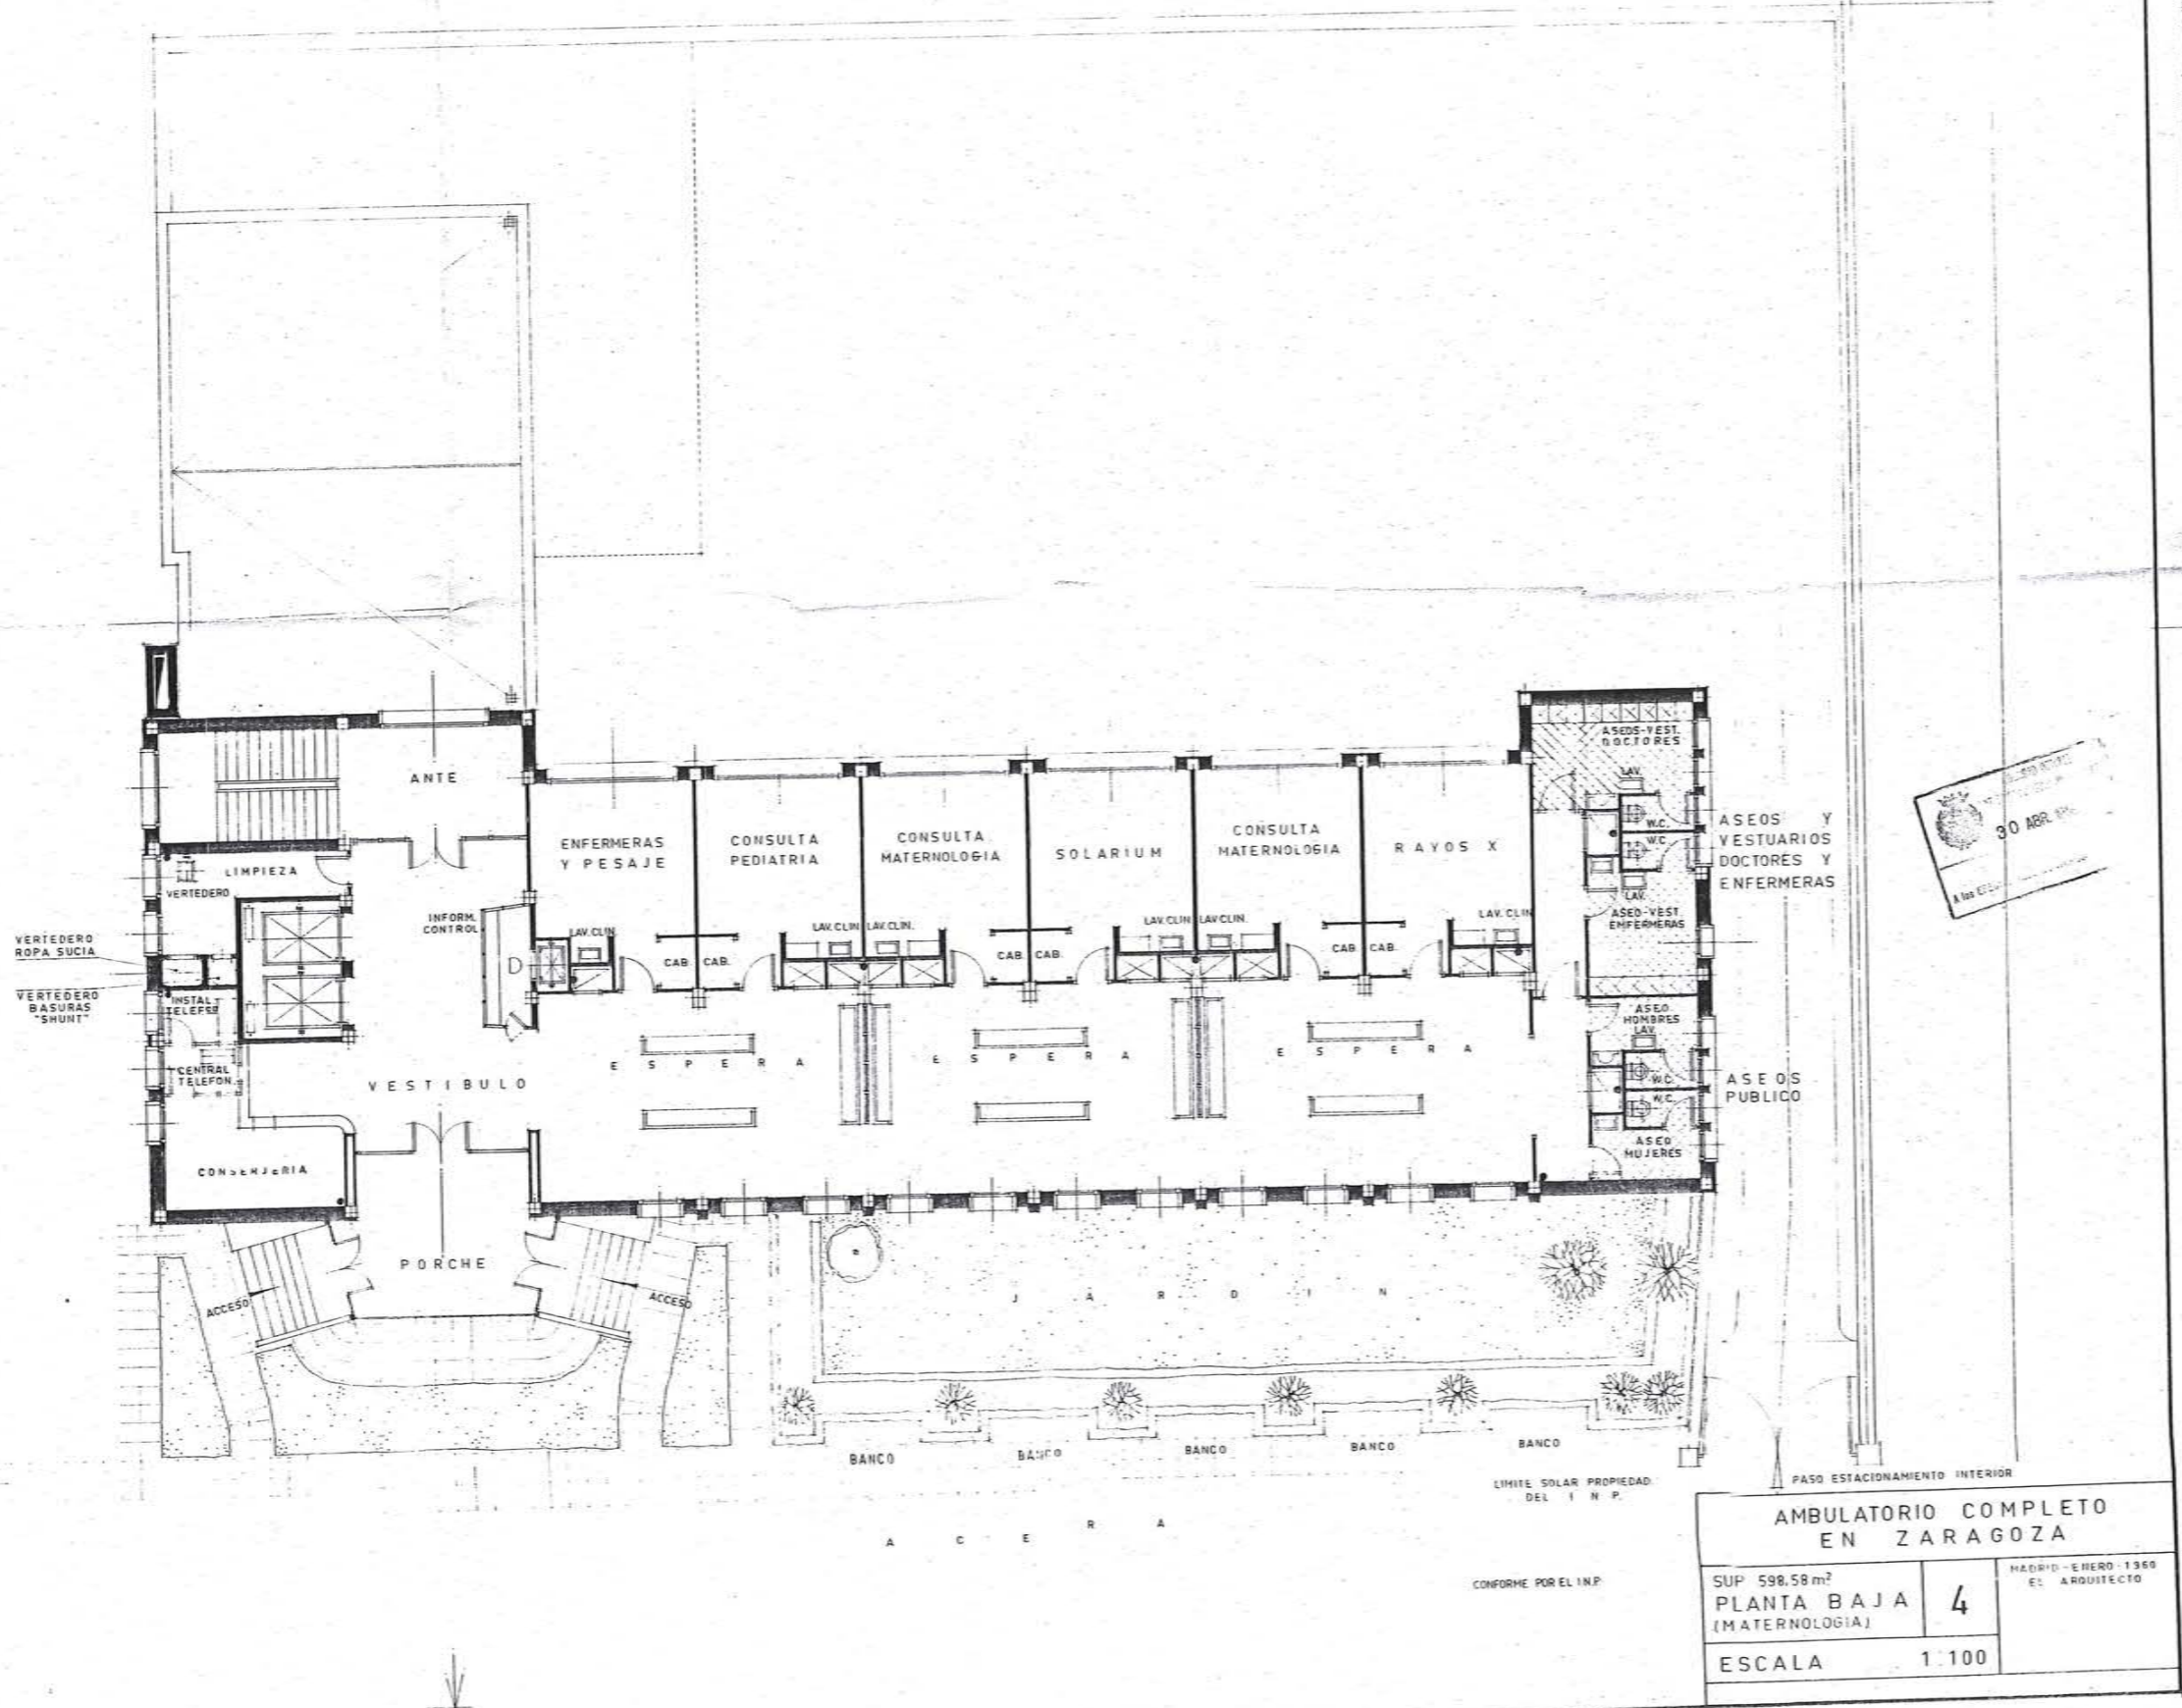 ANTE
LIMPIEZA
VERTEDERO
VERTEDERO
ROPA SUCIA
VERTEDERO
BASURAS
"SHUNT"
INSTAL.
CENTRAL
TELEFON.
INFORM.
CONTROL
D
VESTIBULO
CONSERJERIA
PORCHE
ACCESO
ACCESO
ENFERMERAS
Y PESAJE
CONSULTA
PEDIATRIA
CONSULTA
MATERNOLOGIA
SOLARIUM
CONSULTA
MATERNOLOGIA
RAYOS X
LAV. CLIN.
CAB.
CAB.
LAV. CLIN.
LAV. CLIN.
CAB.
CAB.
LAV. CLIN.
LAV. CLIN.
CAB.
CAB.
LAV. CLIN.
ESPERA
ESPERA
ESPERA
ASEOS-VEST.
DOCTORES
LAV.
W.C.
W.C.
LAV.
ASEO-VEST.
ENFERMERAS
ASEO
HOMBRES
LAV.
W.C.
W.C.
ASEO
MUJERES
ASEOS Y
VESTUARIOS
DOCTORES Y
ENFERMERAS
ASEOS
PUBLICO
30 ABR.
JARDIN
BANCO
BANCO
BANCO
BANCO
BANCO
LIMITE SOLAR PROPIEDAD
DEL I N P.
PASO ESTACIONAMIENTO INTERIOR
ACERA
CONFORME POR EL I.N.P.
AMBULATORIO COMPLETO
EN ZARAGOZA
SUP 598,58 m²
PLANTA BAJA
(MATERNOLOGIA)
4
MADRID - ENERO - 1960
EL ARQUITECTO
ESCALA 1:100